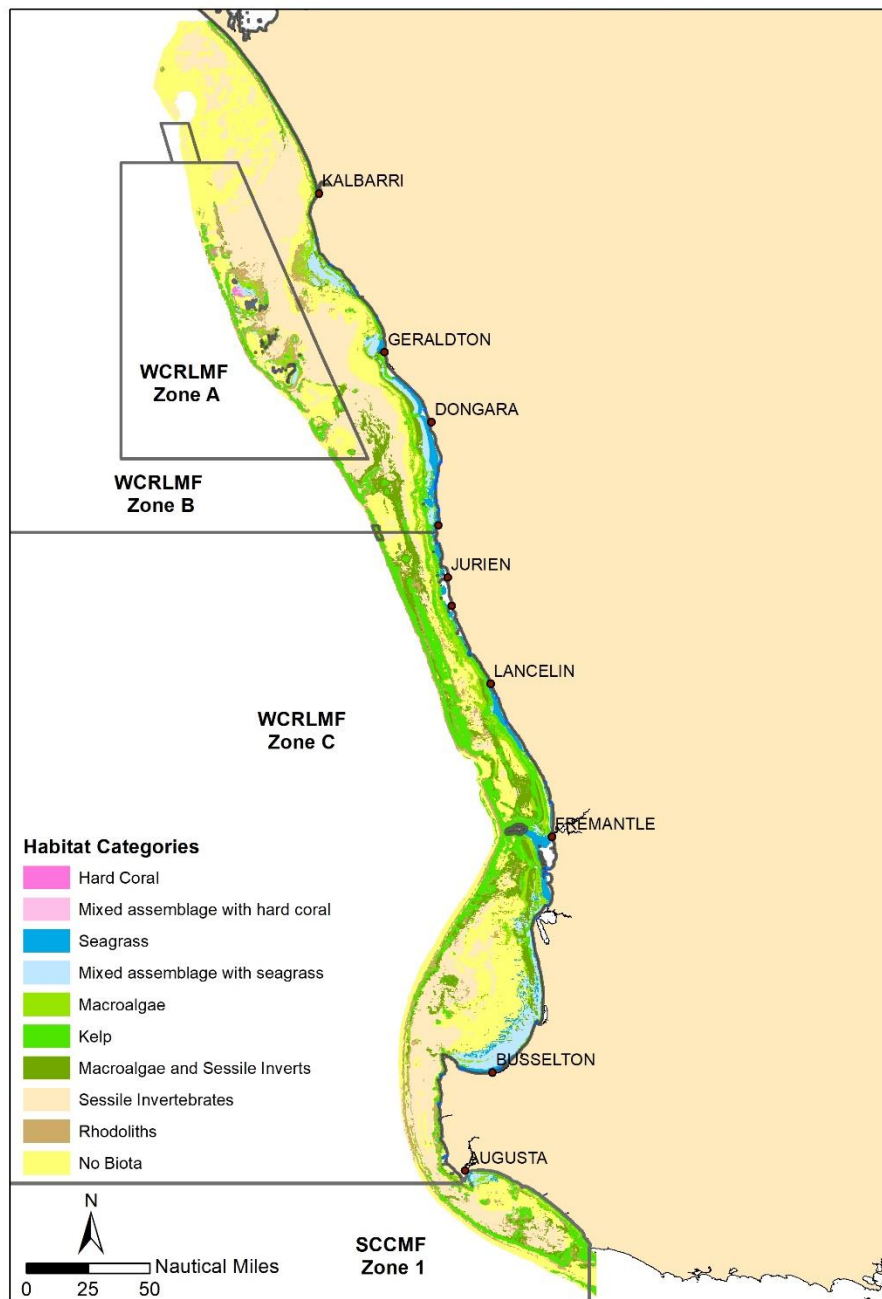 KALBARRI
GERALDTON
WCRLMF
Zone A
DONGARA
WCRLMF
Zone B
JURIEN
LANCELIN
WCRLMF
Zone C
FREMANTLE
Habitat Categories
Hard Coral
Mixed assemblage with hard coral
Seagrass
Mixed assemblage with seagrass
Macroalgae
Kelp
Macroalgae and Sessile Inverts
Sessile Invertebrates
Rhodoliths
No Biota
BUSSELTON
AUGUSTA
N
Nautical Miles
0 25 50
SCCMF
Zone 1